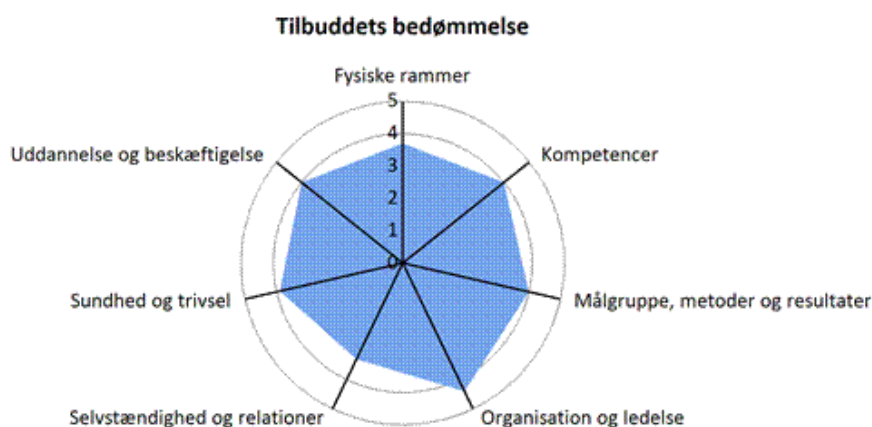 Tilbuddets bedømmelse
Fysiske rammer
5
4
3
2
1
0
Uddannelse og beskæftigelse
Kompetencer
Sundhed og trivsel
Målgruppe, metoder og resultater
Selvstændighed og relationer
Organisation og ledelse